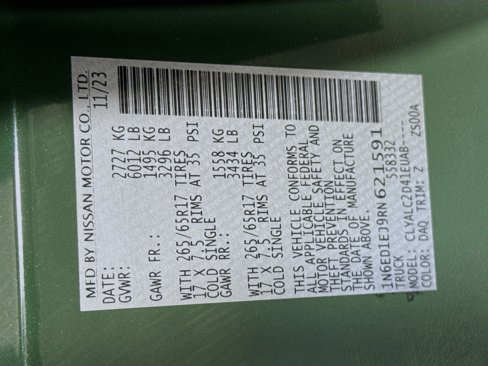 MFD BY NISSAN MOTOR CO., LTD.
DATE: 11/23
GVWR: 2727 KG
6012 LB
GAWR FR.: 1495 KG
3296 LB
WITH 265/65R17 TIRES
17 X 7.5 RIMS AT 35 PSI
COLD SINGLE
GAWR RR.: 1558 KG
3434 LB
WITH 265/65R17 TIRES
17 X 7.5 RIMS AT 35 PSI
COLD SINGLE
THIS VEHICLE CONFORMS TO
ALL APPLICABLE FEDERAL
MOTOR VEHICLE SAFETY AND
THEFT PREVENTION
STANDARDS IN EFFECT ON
THE DATE OF MANUFACTURE
SHOWN ABOVE.
1N6ED1EJ9RN621591
TRUCK 558332
MODEL: CLYALC2D41EUAB----
COLOR: DAQ TRIM: Z ZS00A